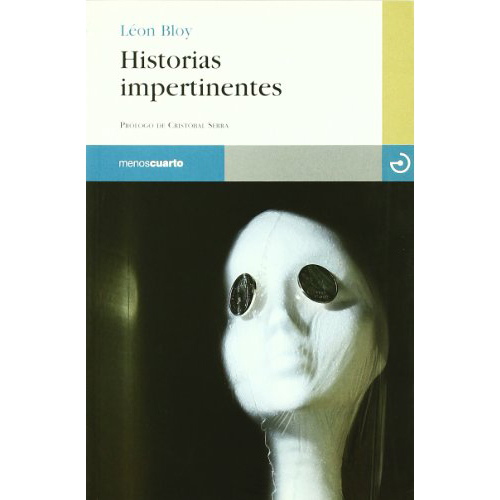 Léon Bloy
Historias
impertinentes
Prólogo de Cristóbal Serra
menoscuarto